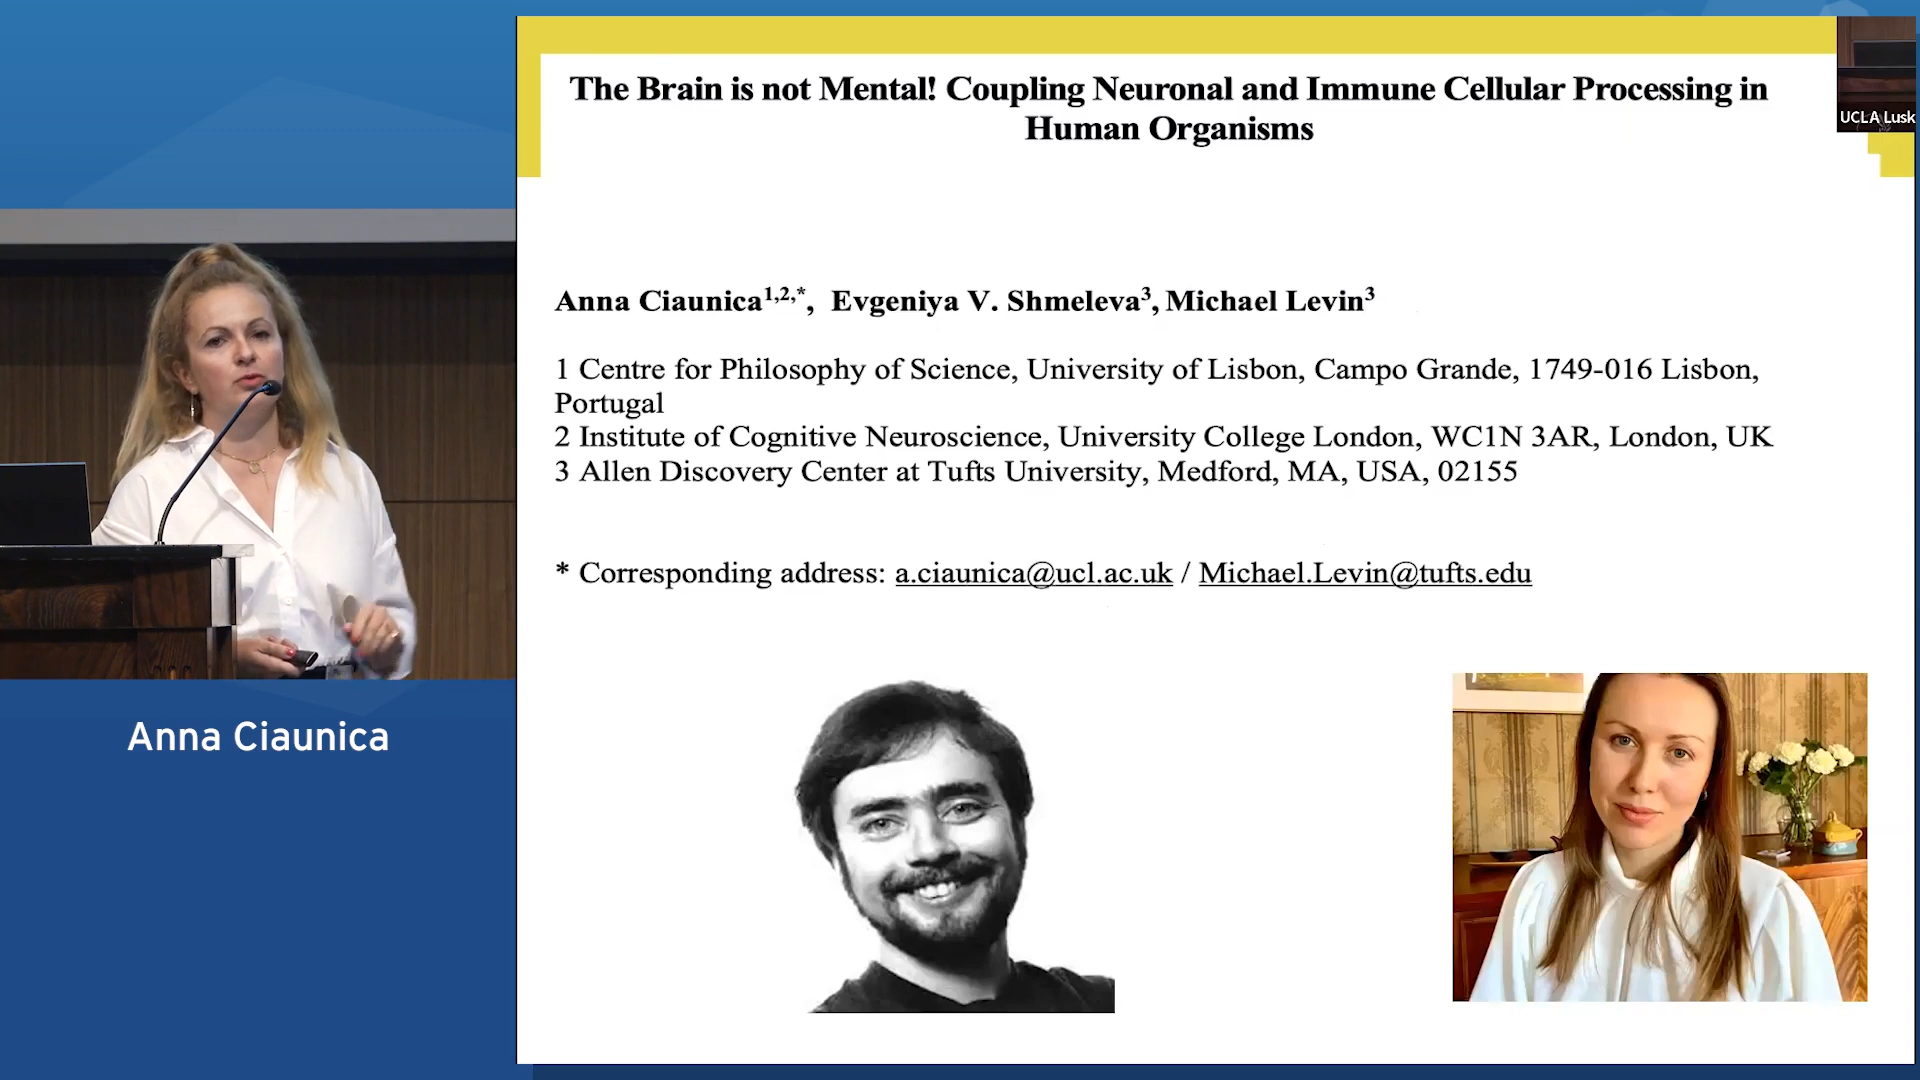 The Brain is not Mental! Coupling Neuronal and Immune Cellular Processing in
Human Organisms
UCLA Lusk
Anna Ciaunica1,2,*, Evgeniya V. Shmeleva3, Michael Levin3
1 Centre for Philosophy of Science, University of Lisbon, Campo Grande, 1749-016 Lisbon,
Portugal
2 Institute of Cognitive Neuroscience, University College London, WC1N 3AR, London, UK
3 Allen Discovery Center at Tufts University, Medford, MA, USA, 02155
* Corresponding address: a.ciaunica@ucl.ac.uk / Michael.Levin@tufts.edu
Anna Ciaunica